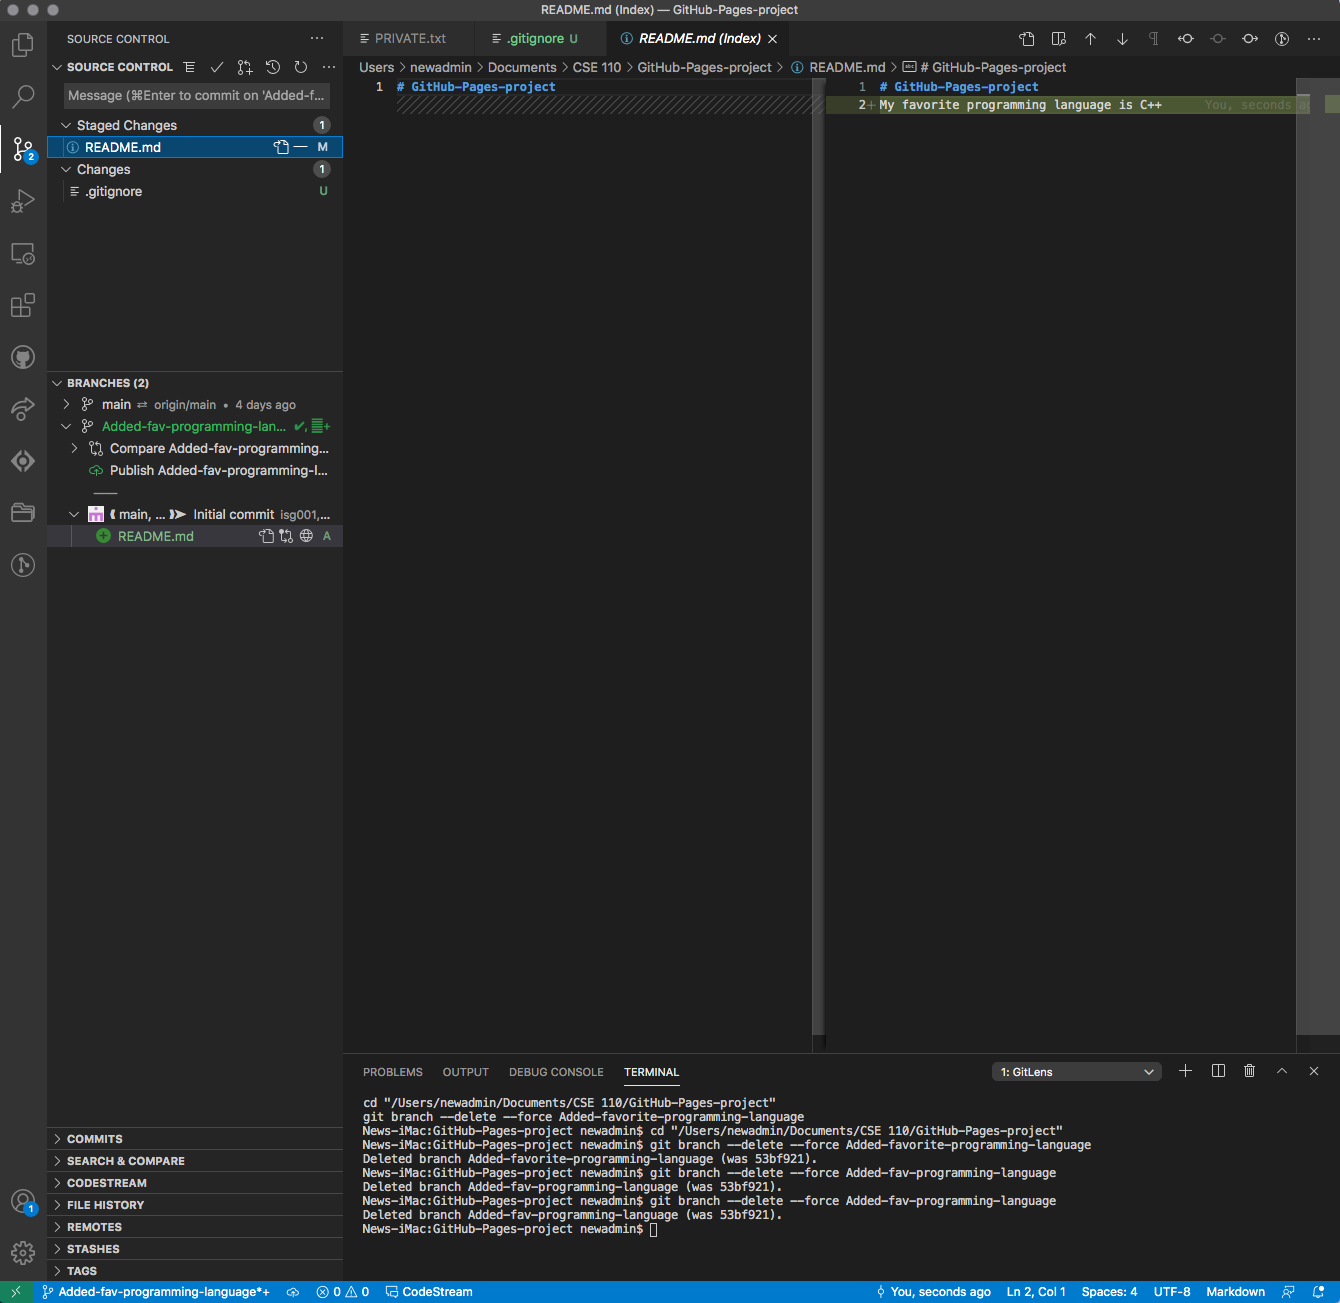 README.md (Index) — GitHub-Pages-project
SOURCE CONTROL ···
PRIVATE.txt
.gitignore U
README.md (Index)
SOURCE CONTROL
Users > newadmin > Documents > CSE 110 > GitHub-Pages-project > README.md > # GitHub-Pages-project
Message (⌘Enter to commit on 'Added-f...
Staged Changes 1
README.md M
Changes 1
.gitignore U
1 # GitHub-Pages-project
1 # GitHub-Pages-project
2+ My favorite programming language is C++ You, seconds
BRANCHES (2)
main ⇄ origin/main • 4 days ago
Added-fav-programming-lan...
Compare Added-fav-programming...
Publish Added-fav-programming-l...
main, ... Initial commit isg001,...
README.md A
COMMITS
SEARCH & COMPARE
CODESTREAM
FILE HISTORY
REMOTES
STASHES
TAGS
2
1
PROBLEMS OUTPUT DEBUG CONSOLE TERMINAL 1: GitLens
cd "/Users/newadmin/Documents/CSE 110/GitHub-Pages-project"
git branch --delete --force Added-favorite-programming-language
News-iMac:GitHub-Pages-project newadmin$ cd "/Users/newadmin/Documents/CSE 110/GitHub-Pages-project"
News-iMac:GitHub-Pages-project newadmin$ git branch --delete --force Added-favorite-programming-language
Deleted branch Added-favorite-programming-language (was 53bf921).
News-iMac:GitHub-Pages-project newadmin$ git branch --delete --force Added-fav-programming-language
Deleted branch Added-fav-programming-language (was 53bf921).
News-iMac:GitHub-Pages-project newadmin$ git branch --delete --force Added-fav-programming-language
Deleted branch Added-fav-programming-language (was 53bf921).
News-iMac:GitHub-Pages-project newadmin$
Added-fav-programming-language*+ 0 0 CodeStream You, seconds ago Ln 2, Col 1 Spaces: 4 UTF-8 Markdown